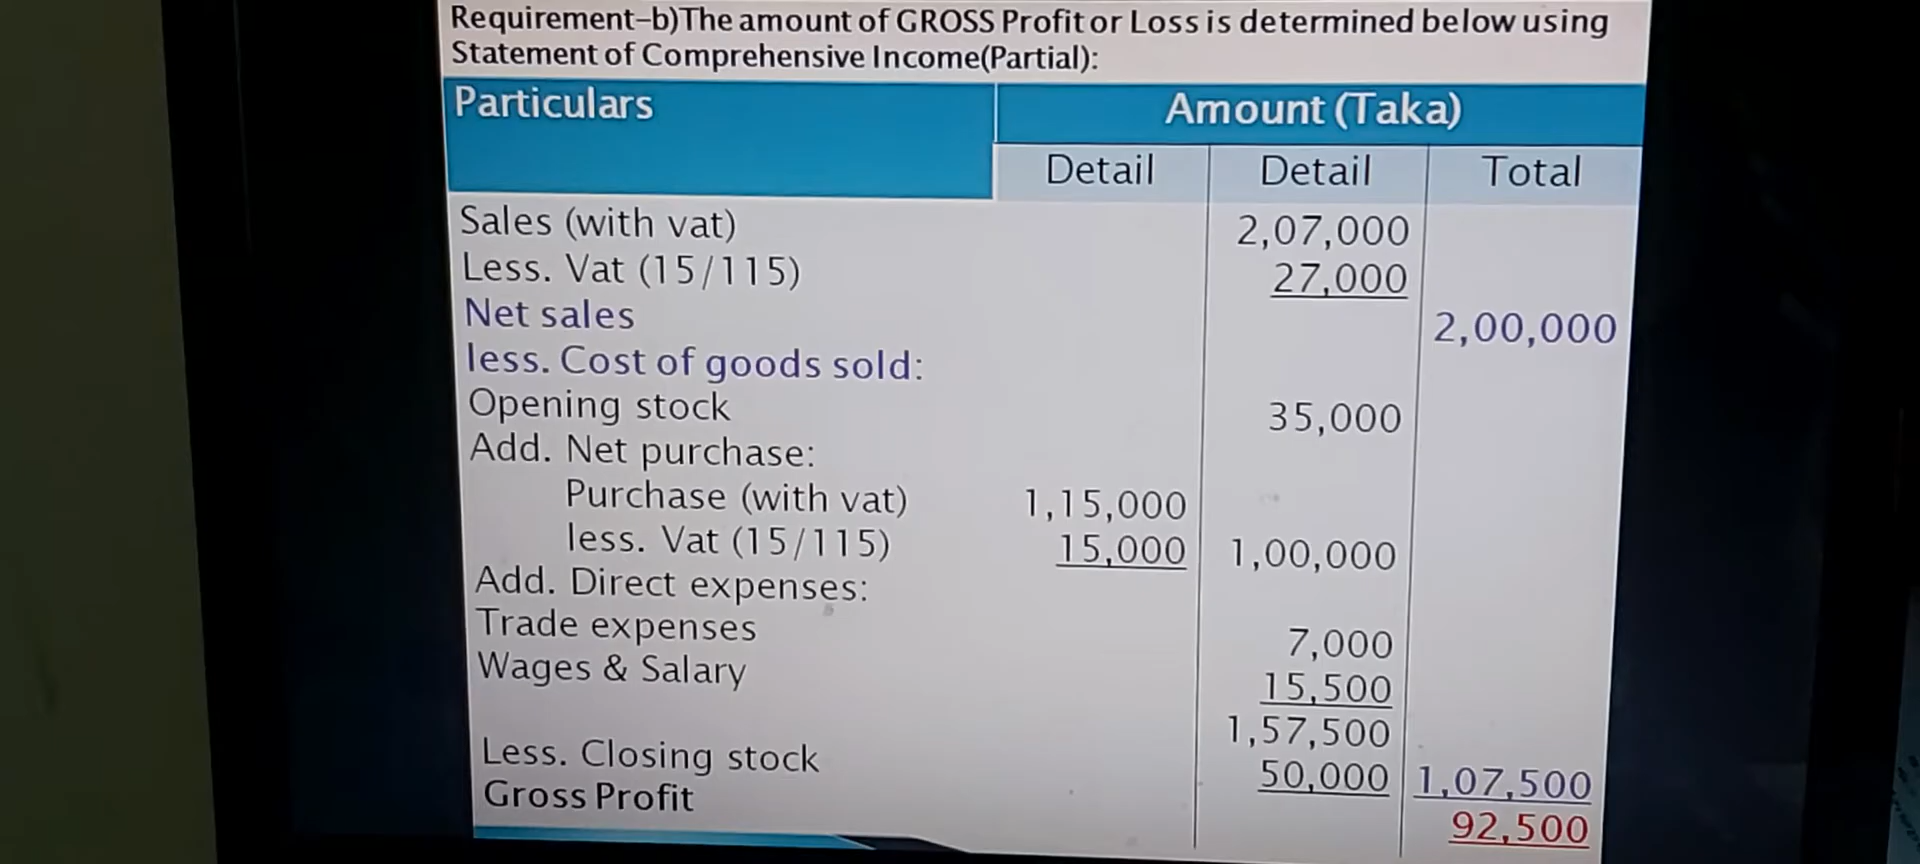 Requirement-b)The amount of GROSS Profit or Loss is determined below using
Statement of Comprehensive Income(Partial):
Particulars Amount (Taka)
Detail Detail Total
Sales (with vat) 2,07,000
Less. Vat (15/115) 27,000
Net sales 2,00,000
less. Cost of goods sold:
Opening stock 35,000
Add. Net purchase:
Purchase (with vat) 1,15,000
less. Vat (15/115) 15,000 1,00,000
Add. Direct expenses:
Trade expenses 7,000
Wages & Salary 15,500
1,57,500
Less. Closing stock 50,000 1,07,500
Gross Profit 92,500